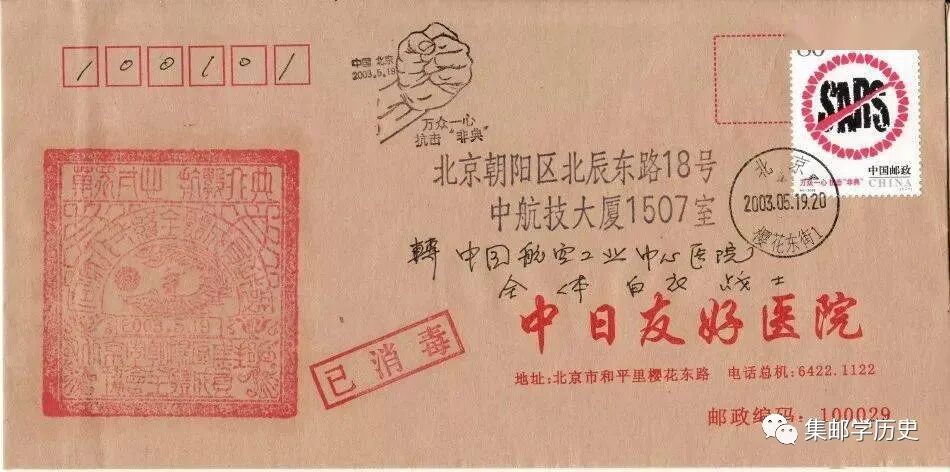 100101
中国 北京
2003.5.19
万众一心
抗击“非典”
80
SARS
中国邮政
CHINA
万众一心 抗击“非典”
北京
2003.05.19.20
樱花东街1
北京朝阳区北辰东路18号
中航技大厦1507室
轉 中国航空工业中心医院
全体白衣战士
2003.5.19
已消毒
中日友好医院
地址:北京市和平里樱花东路 电话总机:6422.1122
邮政编码: 100029
集邮学历史